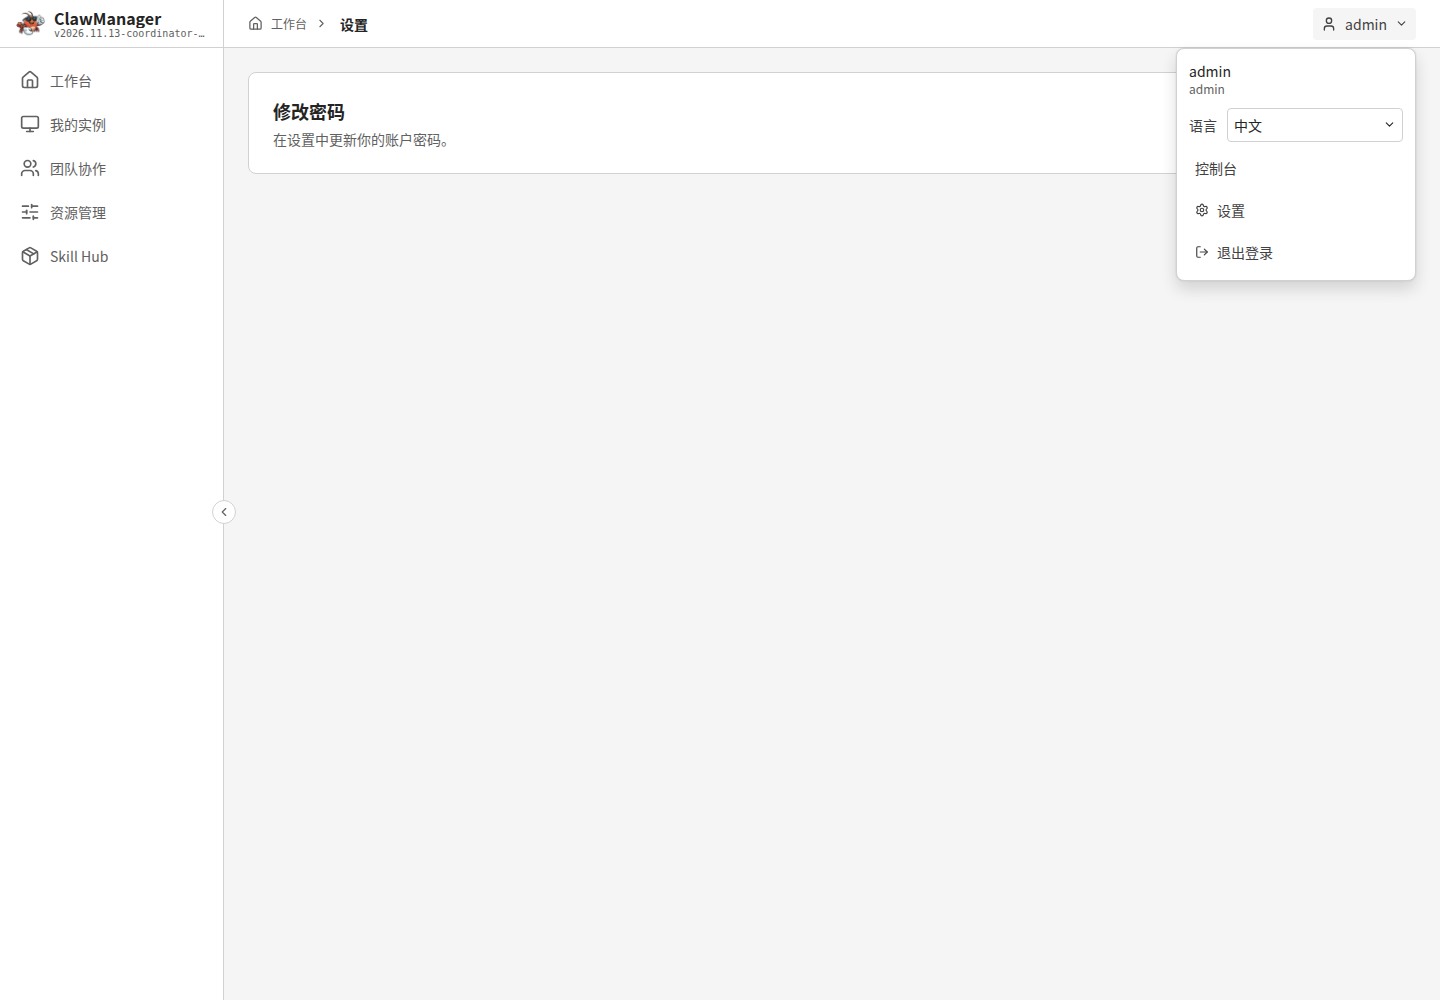 ClawManager
v2026.11.13-coordinator-…
工作台
我的实例
团队协作
资源管理
Skill Hub
工作台
设置
admin
修改密码
在设置中更新你的账户密码。
admin
admin
语言
中文
控制台
设置
退出登录